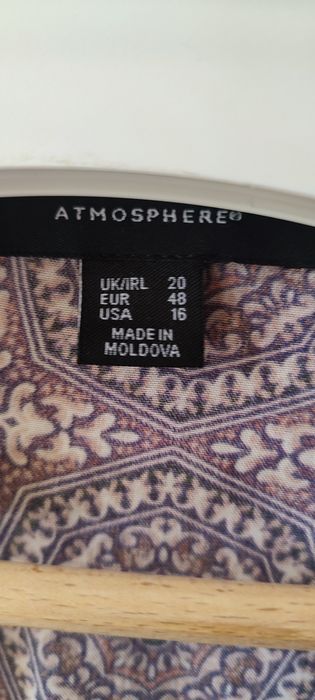 ATMOSPHERE®
UK/IRL 20
EUR 48
USA 16
MADE IN
MOLDOVA